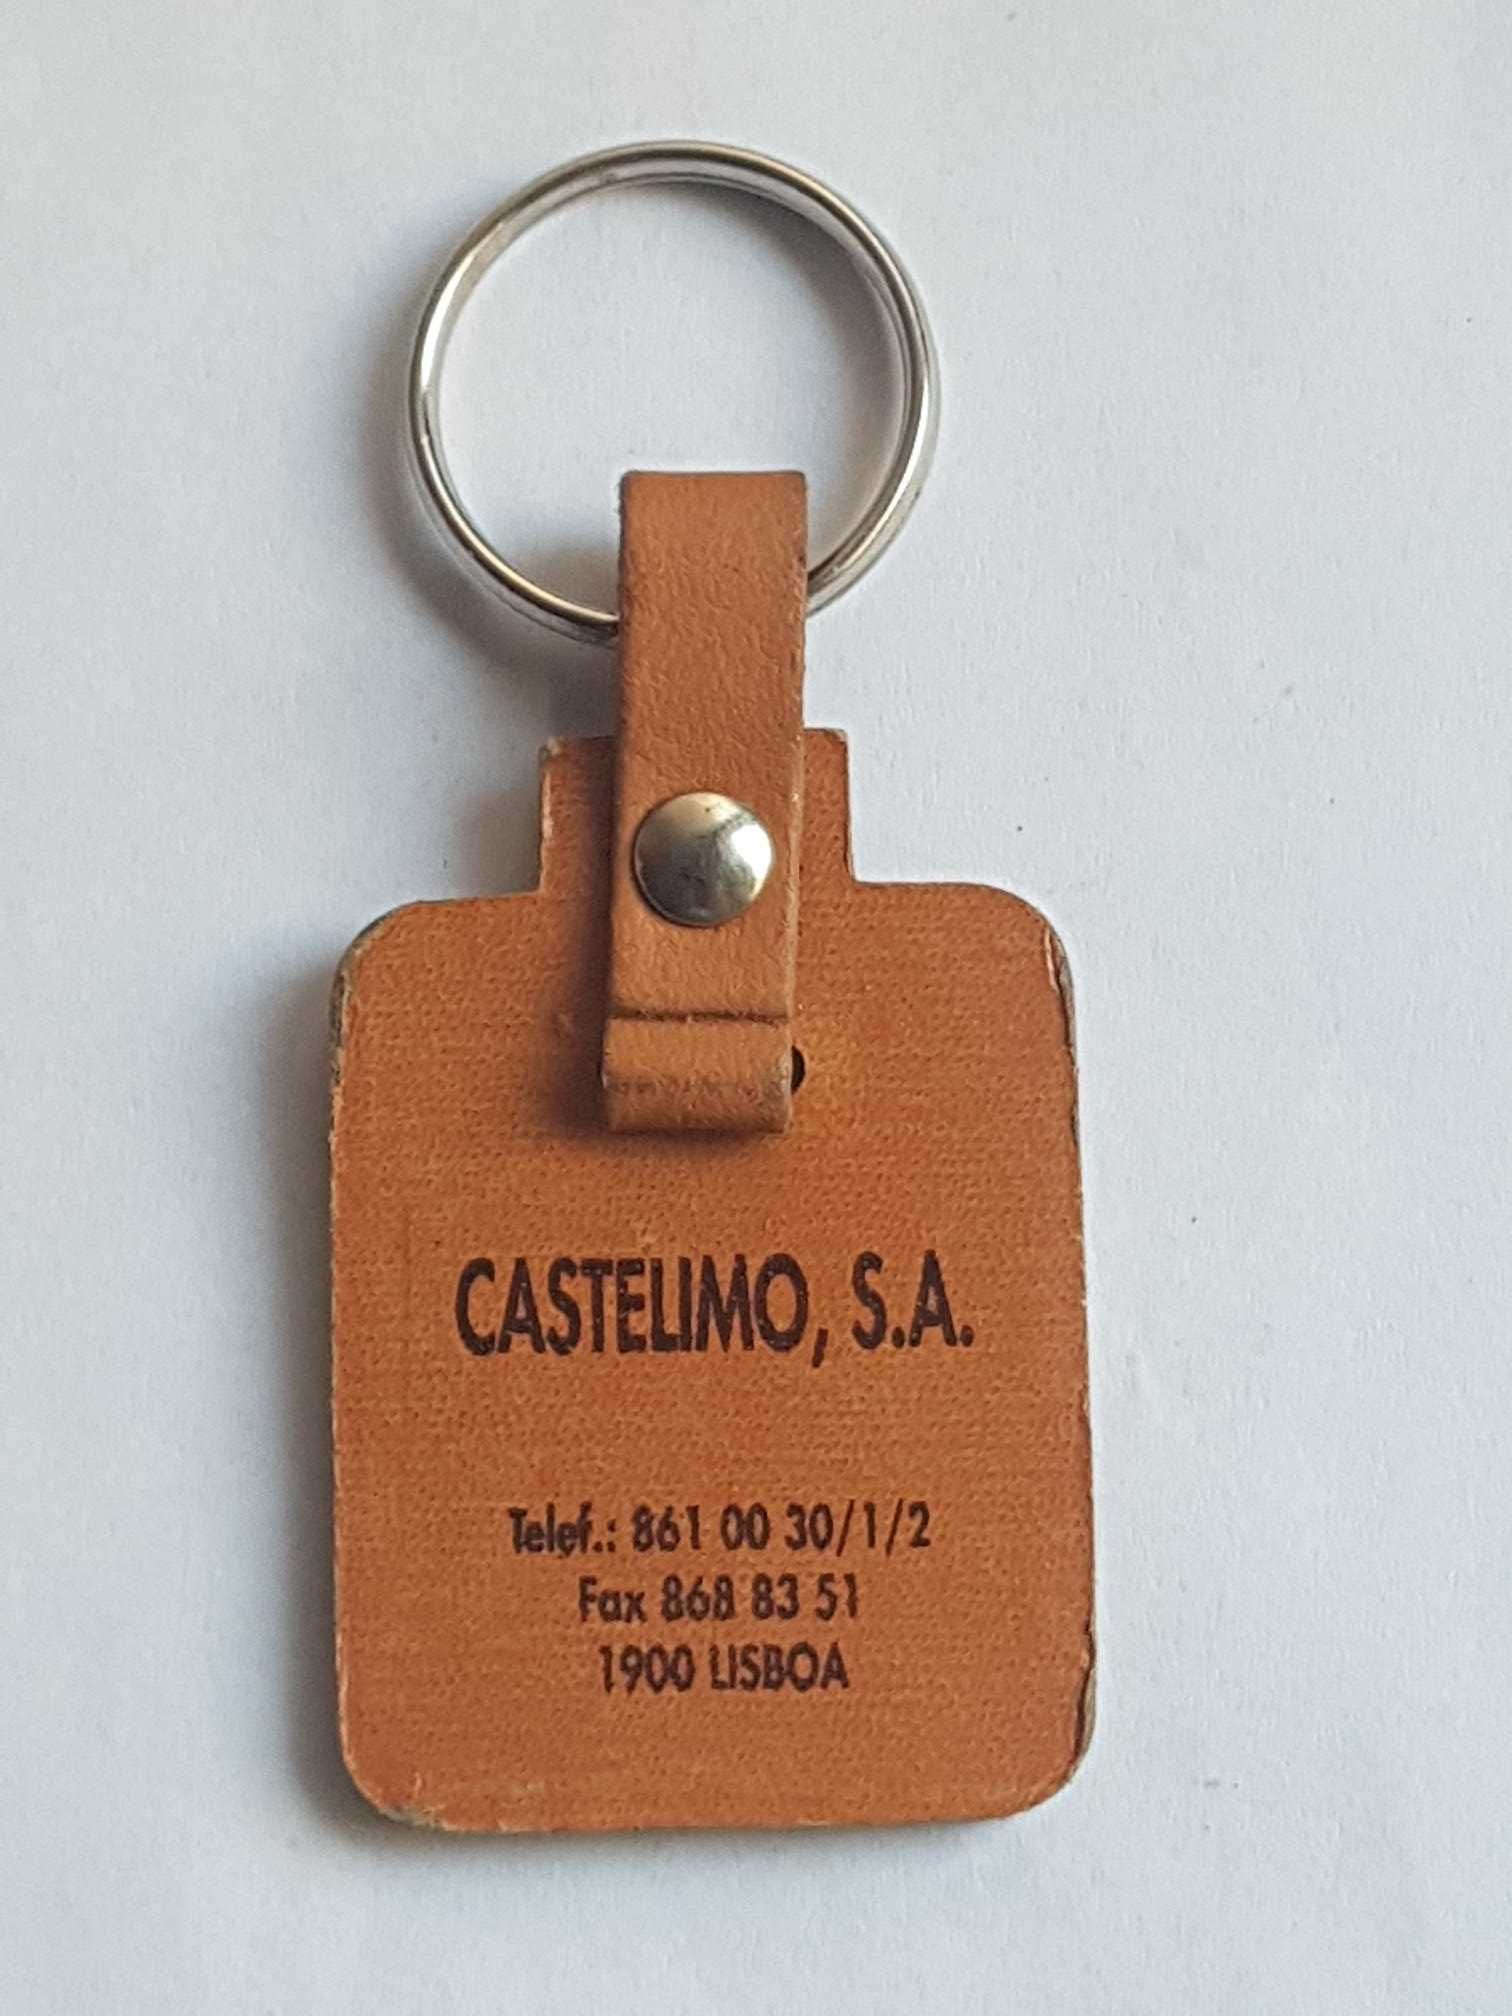 CASTELIMO, S.A.
Telef.: 861 00 30/1/2
Fax 868 83 51
1900 LISBOA